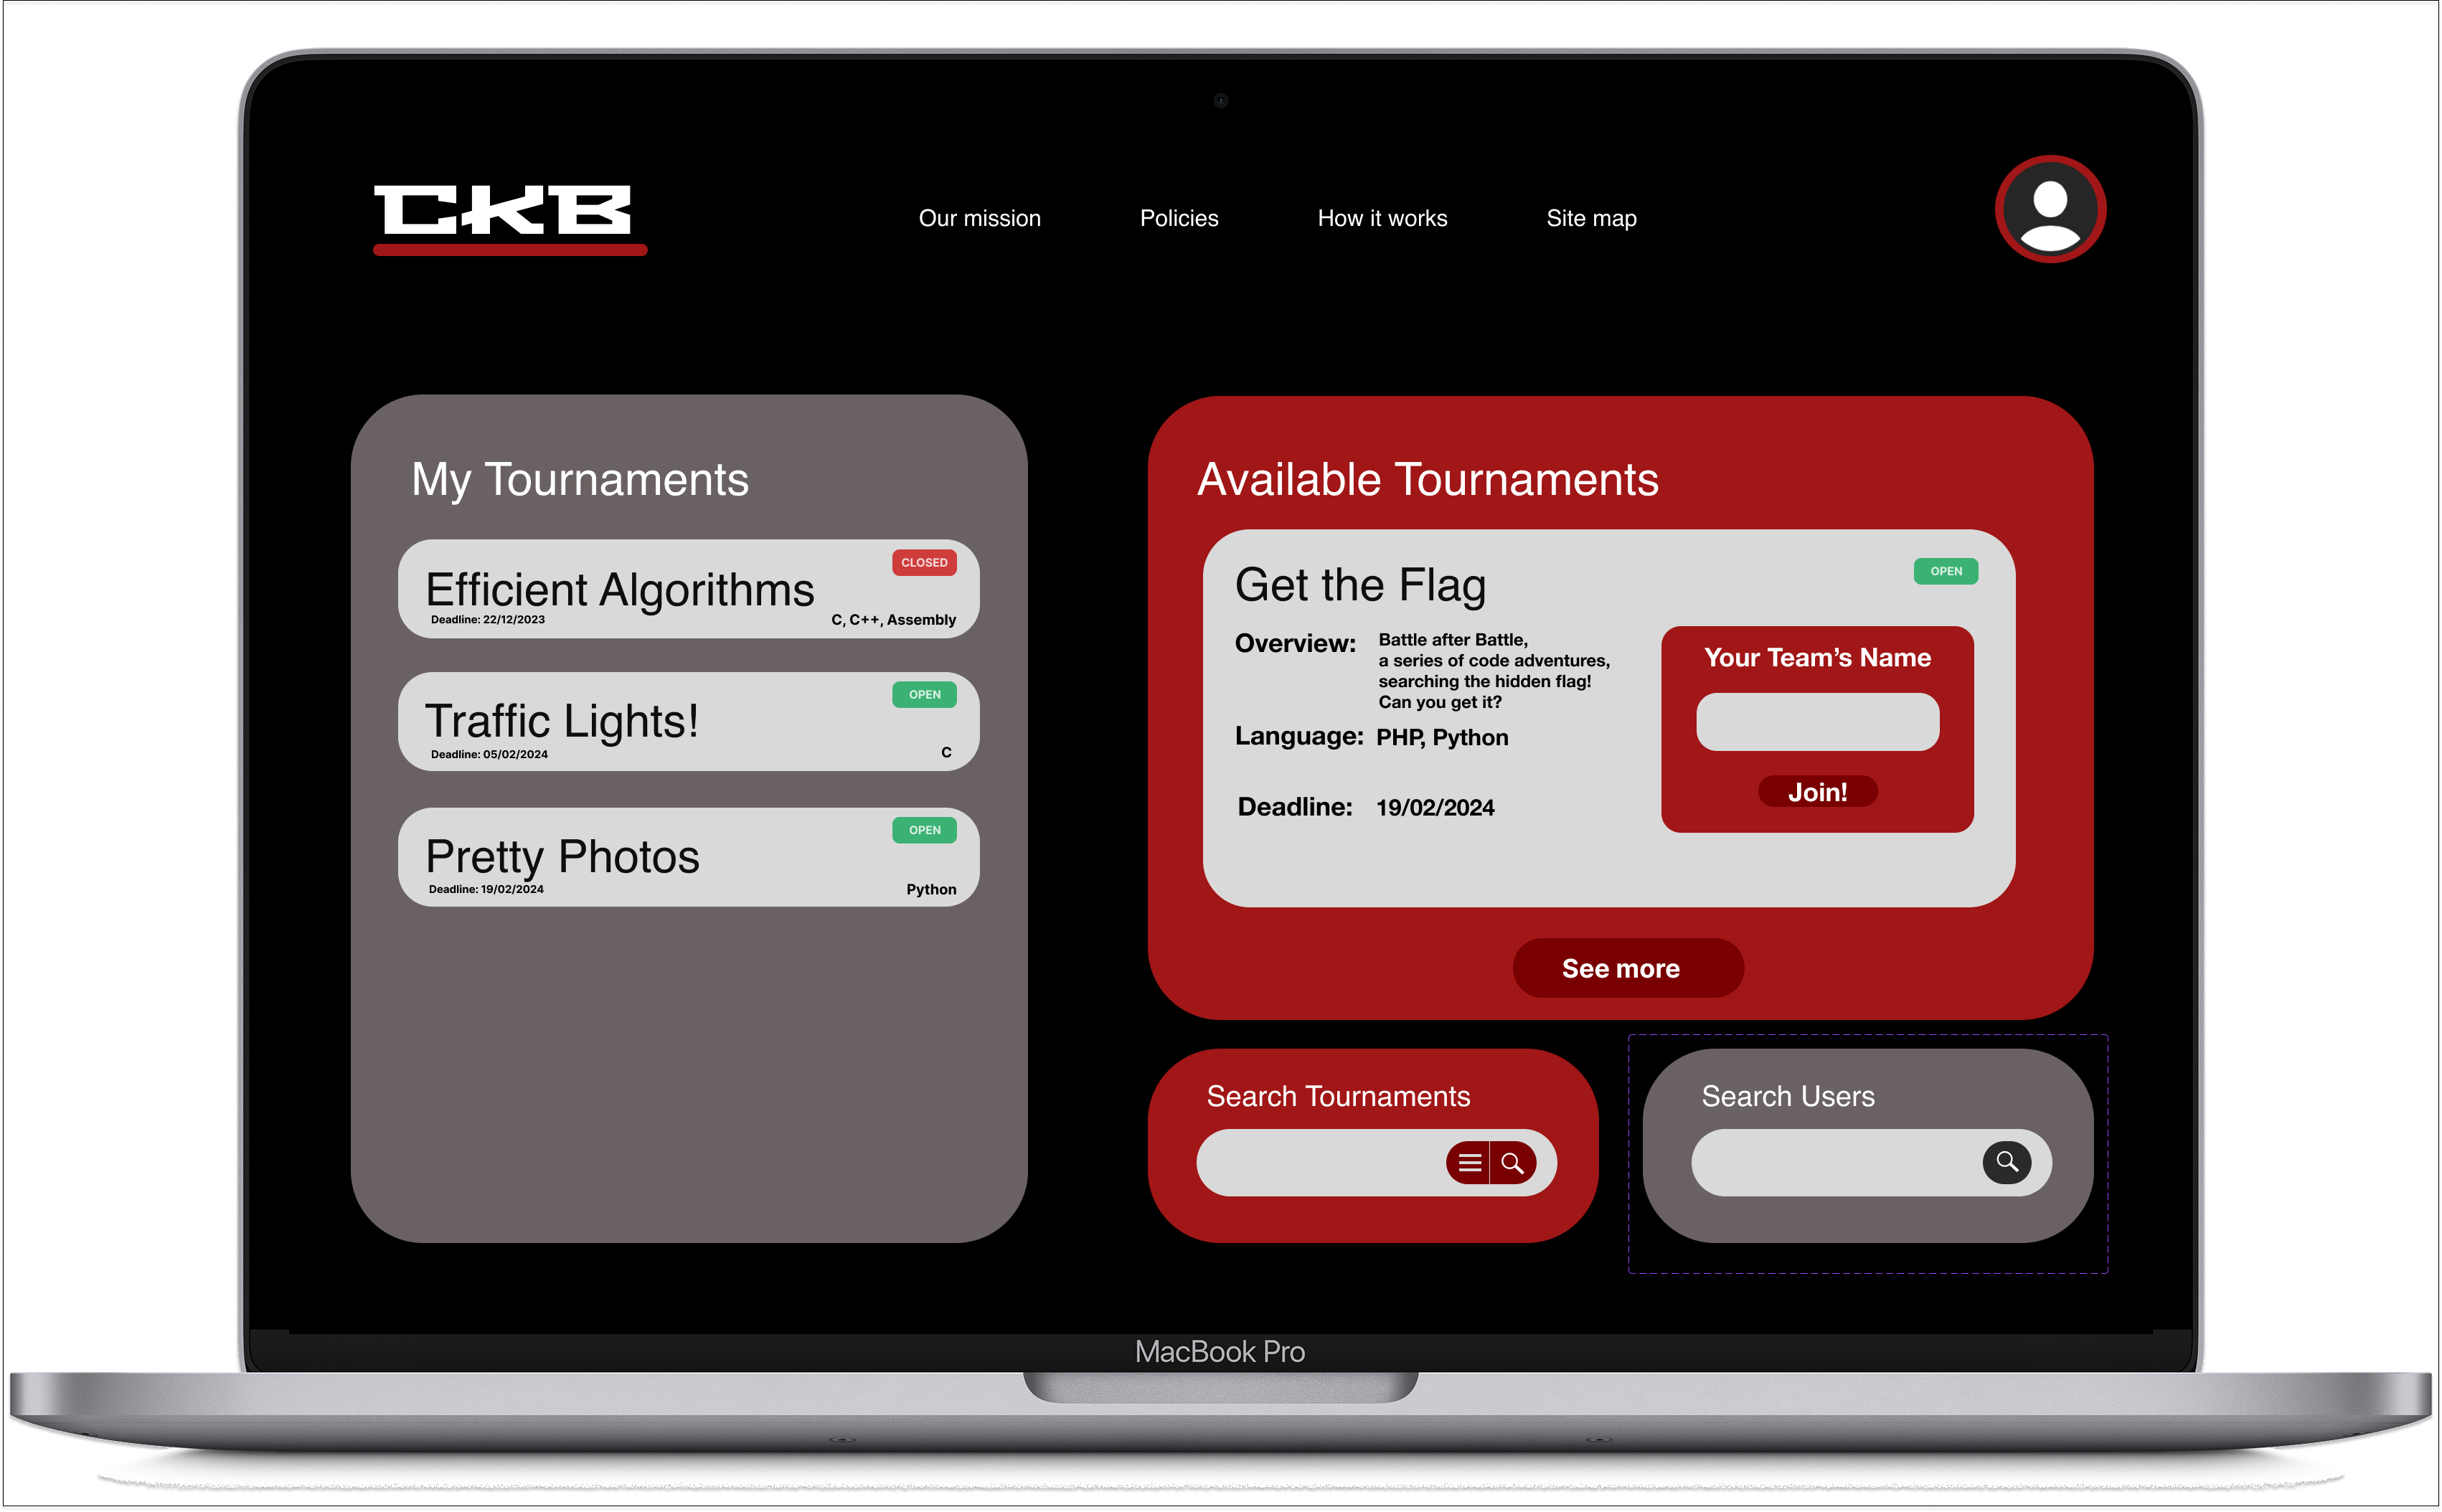 CKB
Our mission
Policies
How it works
Site map
My Tournaments
CLOSED
Efficient Algorithms
Deadline: 22/12/2023
C, C++, Assembly
OPEN
Traffic Lights!
Deadline: 05/02/2024
C
OPEN
Pretty Photos
Deadline: 19/02/2024
Python
Available Tournaments
Get the Flag
OPEN
Overview:
Battle after Battle,
a series of code adventures,
searching the hidden flag!
Can you get it?
Language: PHP, Python
Deadline: 19/02/2024
Your Team’s Name
Join!
See more
Search Tournaments
Search Users
MacBook Pro